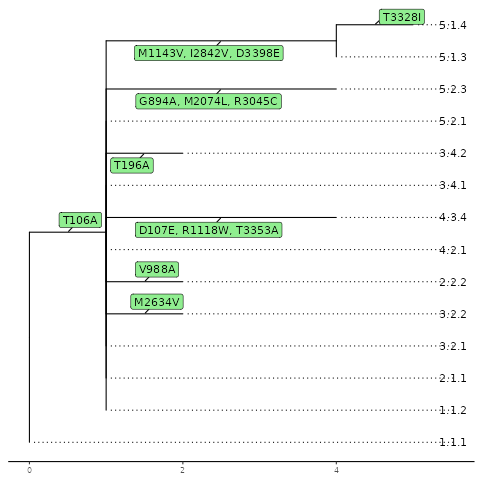 T3328I
5.1.4
M1143V, I2842V, D3398E
5.1.3
5.2.3
G894A, M2074L, R3045C
5.2.1
3.4.2
T196A
3.4.1
T106A
4.3.4
D107E, R1118W, T3353A
4.2.1
V988A
2.2.2
M2634V
3.2.2
3.2.1
2.1.1
1.1.2
1.1.1
0 2 4